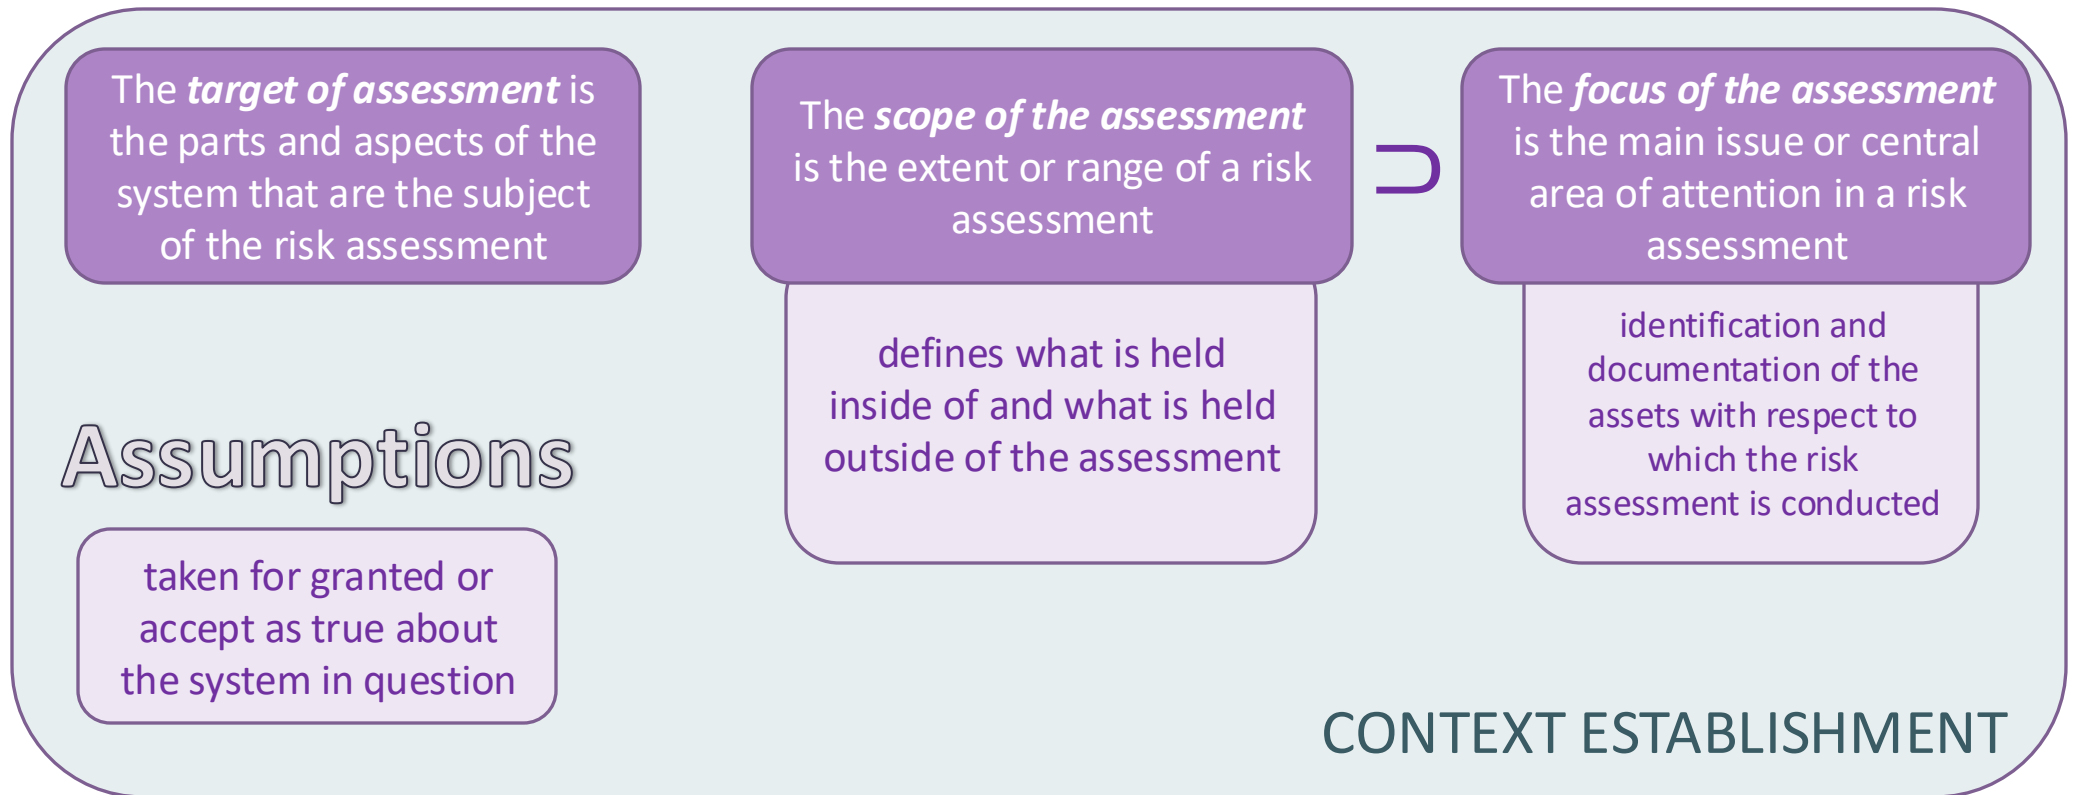 The target of assessment is
the parts and aspects of the
system that are the subject
of the risk assessment
The scope of the assessment
is the extent or range of a risk
assessment
⊃
The focus of the assessment
is the main issue or central
area of attention in a risk
assessment
defines what is held
inside of and what is held
outside of the assessment
identification and
documentation of the
assets with respect to
which the risk
assessment is conducted
Assumptions
taken for granted or
accept as true about
the system in question
CONTEXT ESTABLISHMENT